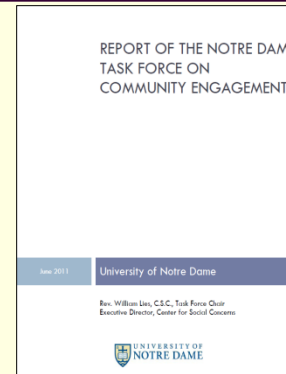 REPORT OF THE NOTRE DAM
TASK FORCE ON
COMMUNITY ENGAGEMENT
June 2011
University of Notre Dame
Rev. William Lies, C.S.C., Task Force Chair
Executive Director, Center for Social Concerns
UNIVERSITY OF
NOTRE DAME